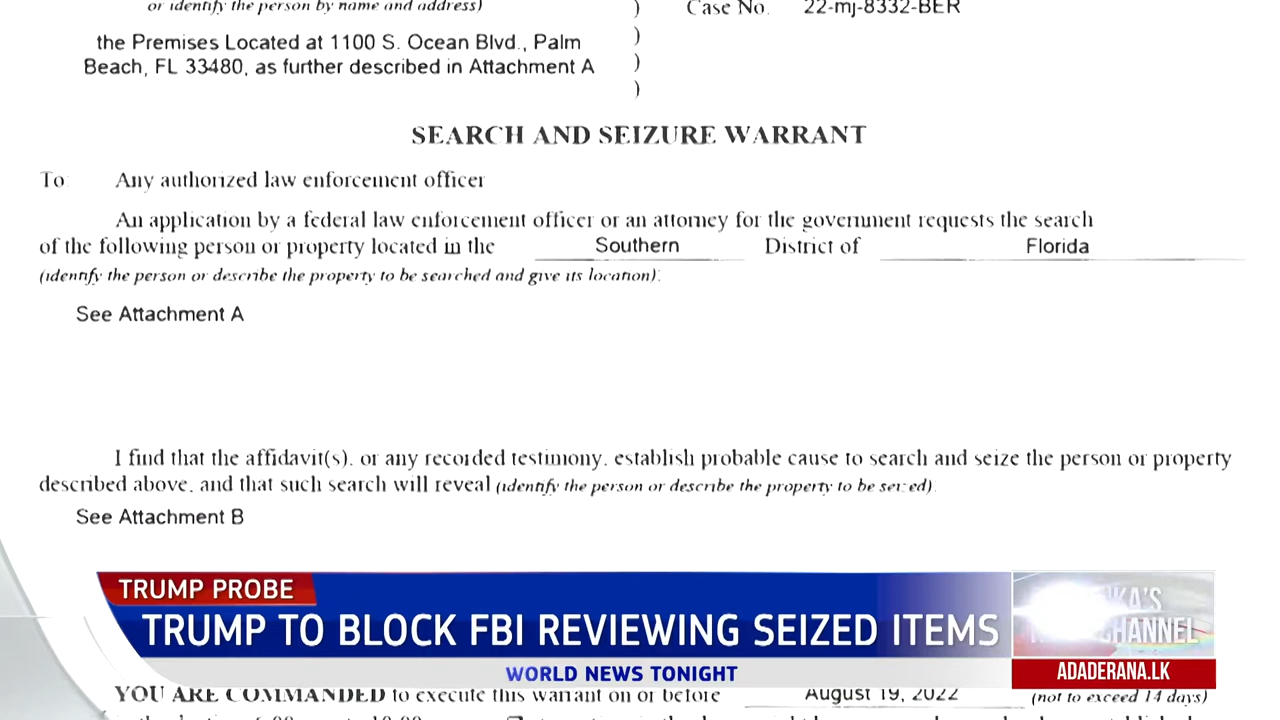 or identify the person by name and address) ) Case No. 22-mj-8332-BER
the Premises Located at 1100 S. Ocean Blvd., Palm )
Beach, FL 33480, as further described in Attachment A )
)
SEARCH AND SEIZURE WARRANT
To: Any authorized law enforcement officer
An application by a federal law enforcement officer or an attorney for the government requests the search
of the following person or property located in the Southern District of Florida
(identify the person or describe the property to be searched and give its location):
See Attachment A
I find that the affidavit(s), or any recorded testimony, establish probable cause to search and seize the person or property
described above, and that such search will reveal (identify the person or describe the property to be seized):
See Attachment B
TRUMP PROBE
TRUMP TO BLOCK FBI REVIEWING SEIZED ITEMS
CHANNEL
WORLD NEWS TONIGHT
ADADERANA.LK
YOU ARE COMMANDED to execute this warrant on or before August 19, 2022 (not to exceed 14 days)